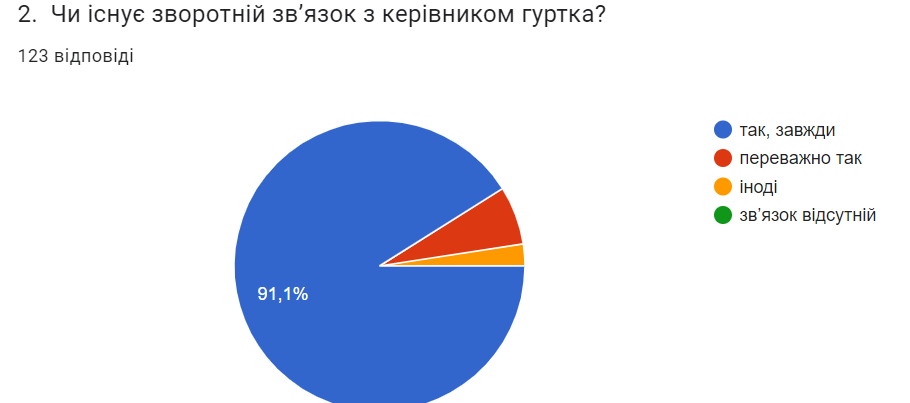 2. Чи існує зворотній зв’язок з керівником гуртка?
123 відповіді
так, завжди
переважно так
іноді
зв'язок відсутній
91,1%